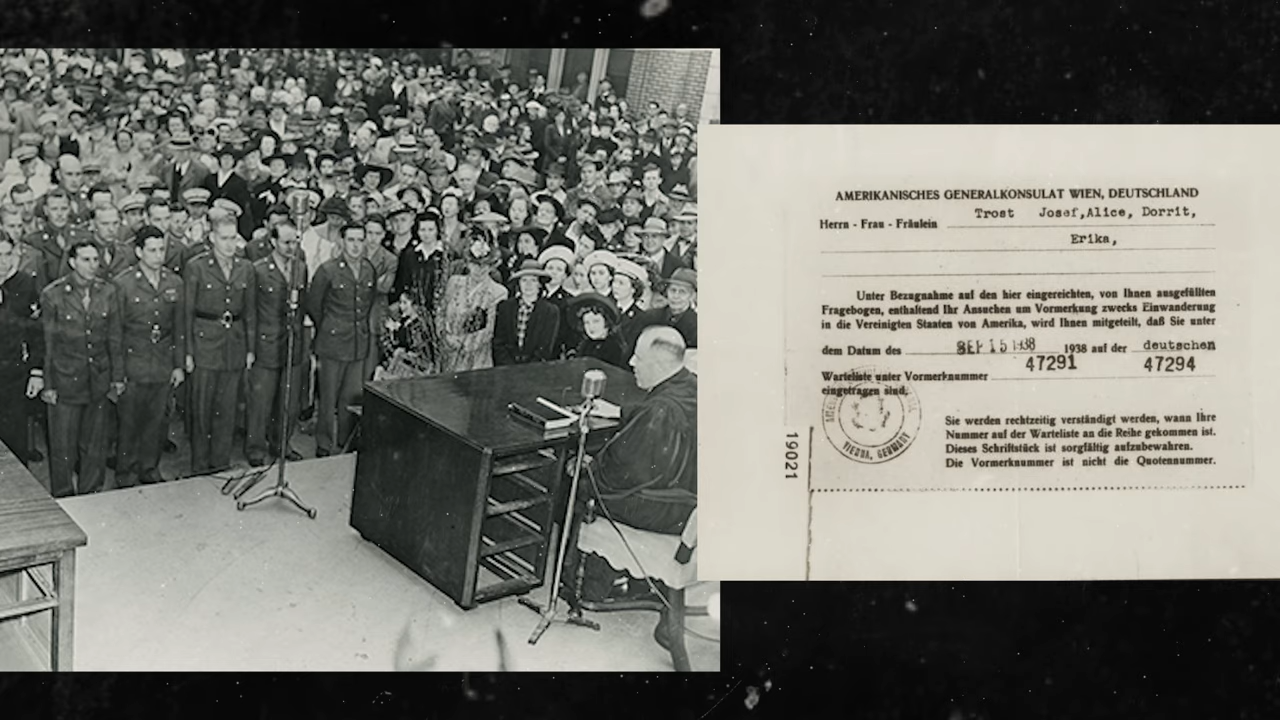 AMERIKANISCHES GENERALKONSULAT WIEN, DEUTSCHLAND
Herrn - Frau - Fräulein Trost Josef,Alice, Dorrit,
Erika,
Unter Bezugnahme auf den hier eingereichten, von Ihnen ausgefüllten
Fragebogen, enthaltend Ihr Ansuchen um Vormerkung zwecks Einwanderung
in die Vereinigten Staaten von Amerika, wird Ihnen mitgeteilt, daß Sie unter
dem Datum des SEP 15 1938 1938 auf der deutschen
47291 47294
Warteliste unter Vormerknummer
eingetragen sind.
Sie werden rechtzeitig verständigt werden, wann Ihre
Nummer auf der Warteliste an die Reihe gekommen ist.
Dieses Schriftstück ist sorgfältig aufzubewahren.
Die Vormerknummer ist nicht die Quotennummer.
VIENNA, GERMANY
19021